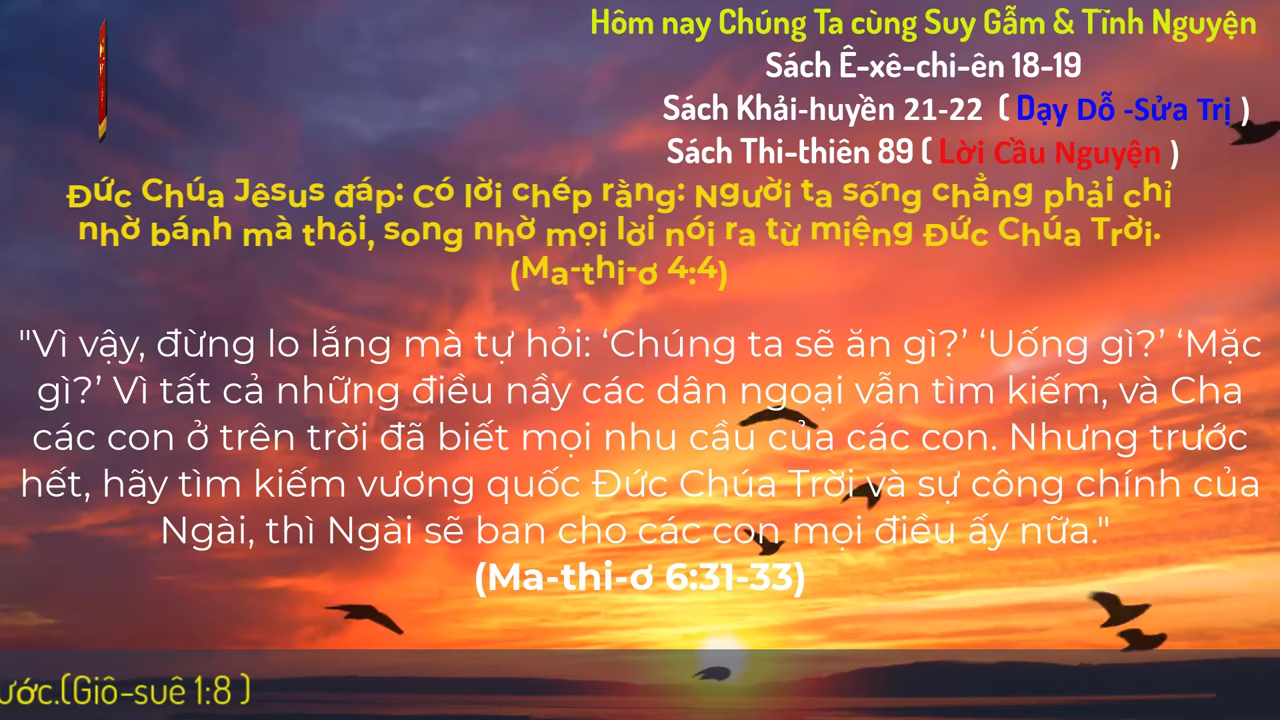 Hôm nay Chúng Ta cùng Suy Gẫm & Tĩnh Nguyện
Sách Ê-xê-chi-ên 18-19
Sách Khải-huyền 21-22 ( Dạy Dỗ -Sửa Trị )
Sách Thi-thiên 89 ( Lời Cầu Nguyện )
Đức Chúa Jêsus đáp: Có lời chép rằng: Người ta sống chẳng phải chỉ
nhờ bánh mà thôi, song nhờ mọi lời nói ra từ miệng Đức Chúa Trời.
(Ma-thi-ơ 4:4)
"Vì vậy, đừng lo lắng mà tự hỏi: ‘Chúng ta sẽ ăn gì?’ ‘Uống gì?’ ‘Mặc
gì?’ Vì tất cả những điều nầy các dân ngoại vẫn tìm kiếm, và Cha
các con ở trên trời đã biết mọi nhu cầu của các con. Nhưng trước
hết, hãy tìm kiếm vương quốc Đức Chúa Trời và sự công chính của
Ngài, thì Ngài sẽ ban cho các con mọi điều ấy nữa."
(Ma-thi-ơ 6:31-33)
ước.(Giô-suê 1:8 )